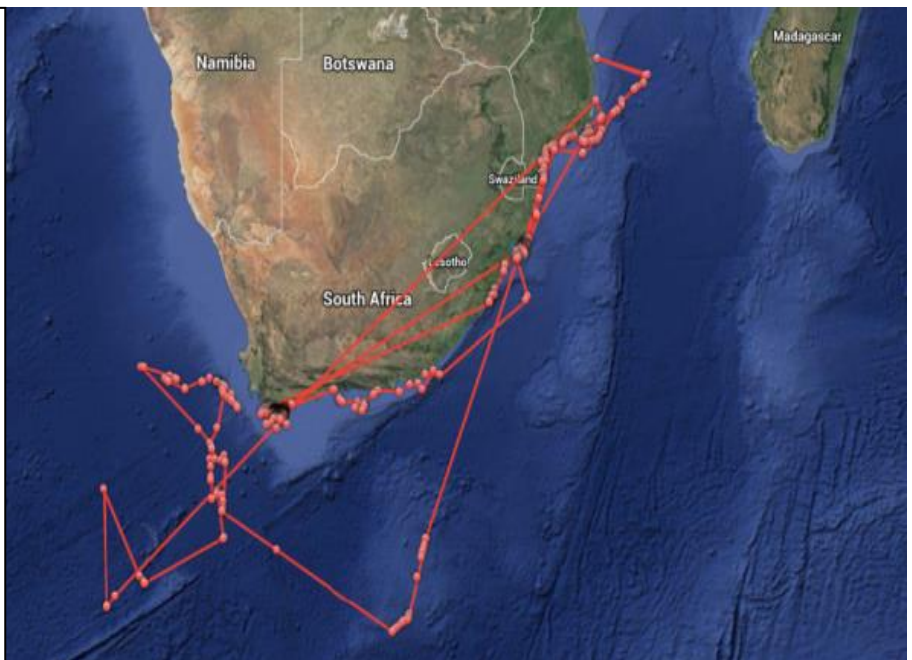 Madagascar
Namibia
Botswana
Swaziland
Lesotho
South Africa